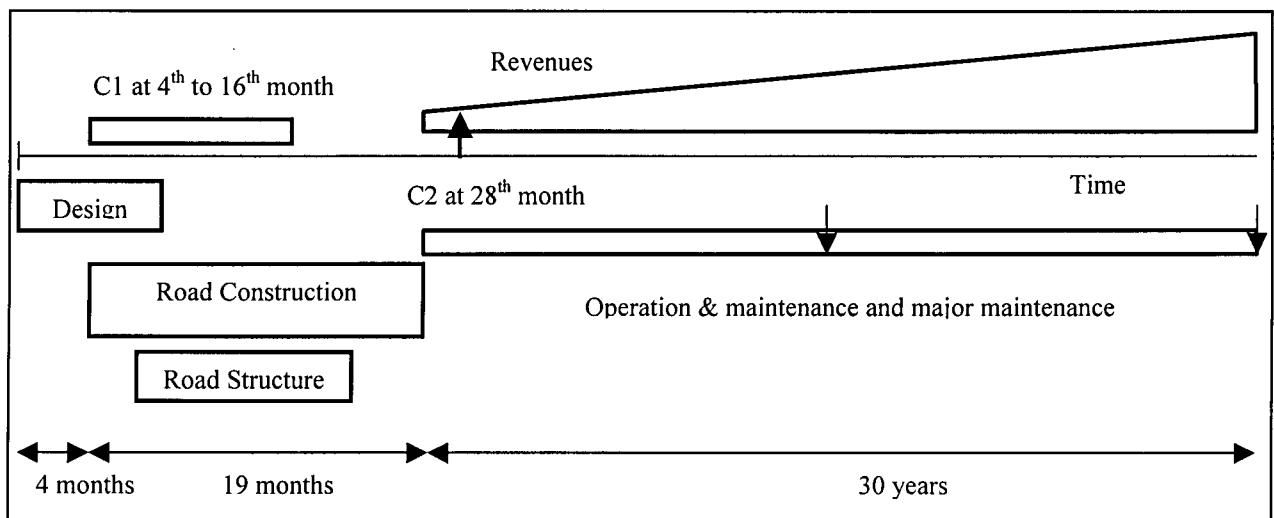 Revenues
C1 at 4th to 16th month
C2 at 28th month
Time
Design
Road Construction
Operation & maintenance and major maintenance
Road Structure
4 months
19 months
30 years